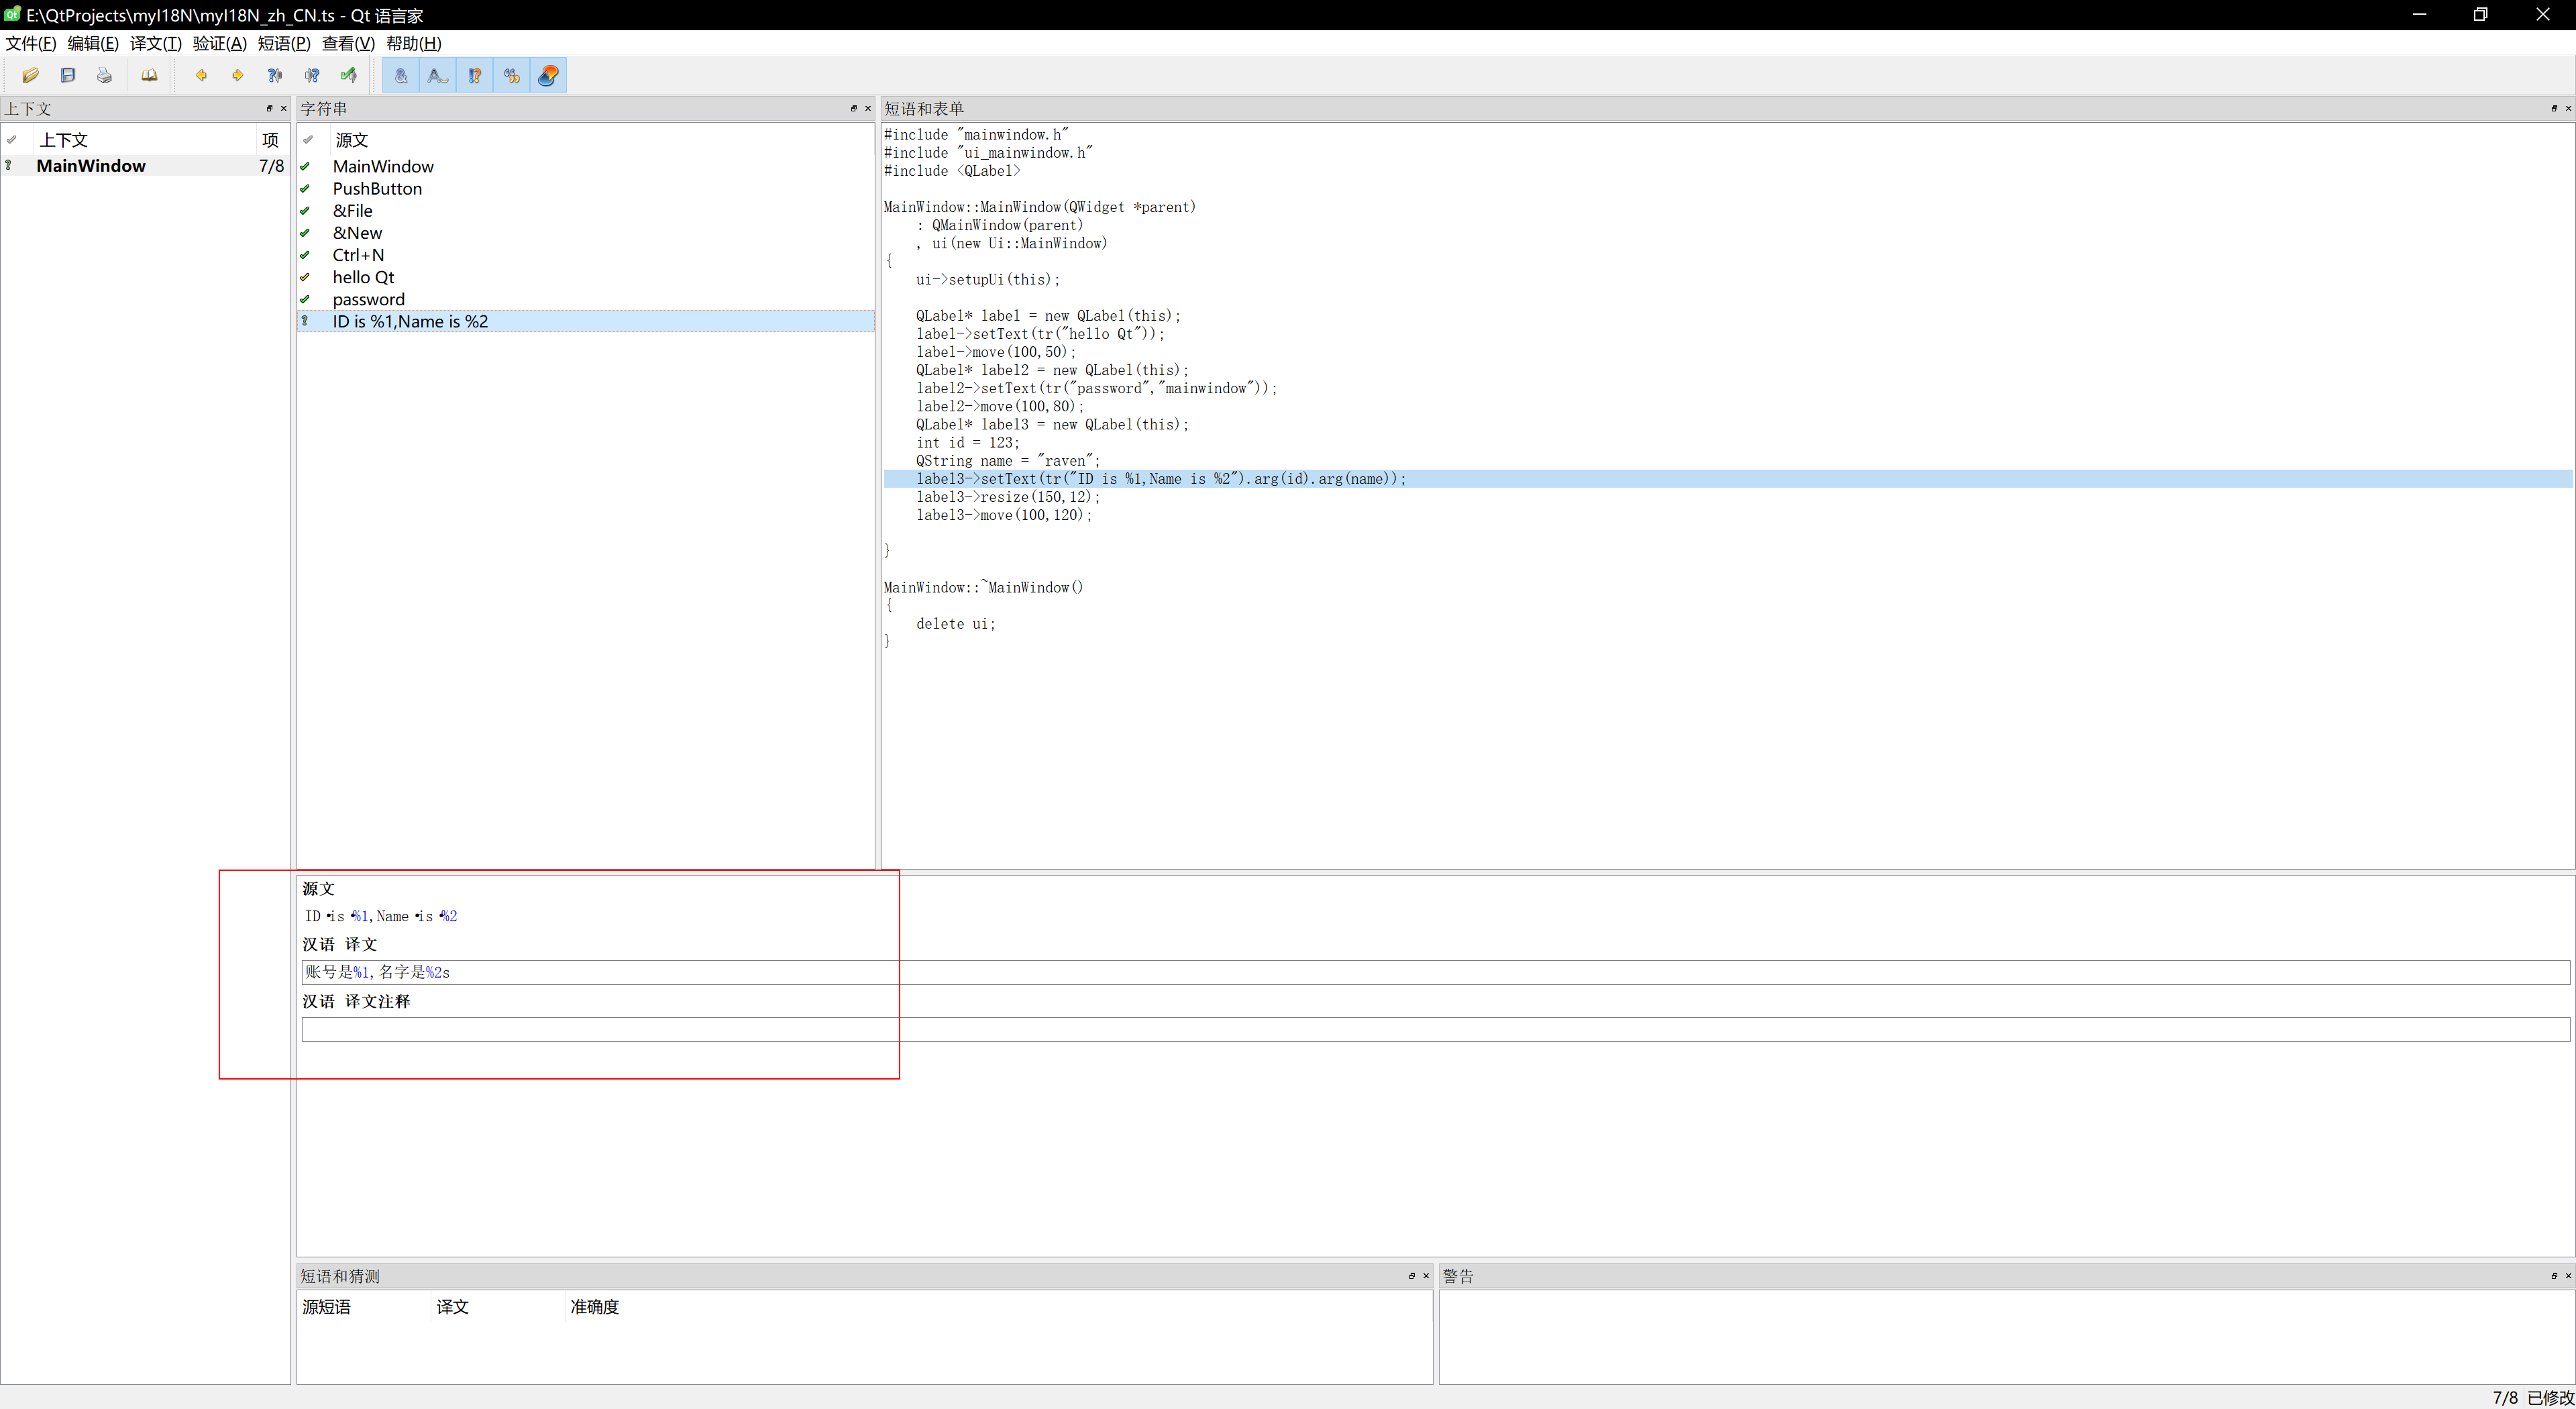 E:\QtProjects\myI18N\myI18N_zh_CN.ts - Qt 语言家
文件(F) 编辑(E) 译文(T) 验证(A) 短语(P) 查看(V) 帮助(H)
上下文
上下文 项
MainWindow 7/8
字符串
源文
MainWindow
PushButton
&File
&New
Ctrl+N
hello Qt
password
ID is %1,Name is %2
短语和表单
#include "mainwindow.h"
#include "ui_mainwindow.h"
#include <QLabel>
MainWindow::MainWindow(QWidget *parent)
    : QMainWindow(parent)
    , ui(new Ui::MainWindow)
{
    ui->setupUi(this);
    QLabel* label = new QLabel(this);
    label->setText(tr("hello Qt"));
    label->move(100,50);
    QLabel* label2 = new QLabel(this);
    label2->setText(tr("password","mainwindow"));
    label2->move(100,80);
    QLabel* label3 = new QLabel(this);
    int id = 123;
    QString name = "raven";
    label3->setText(tr("ID is %1,Name is %2").arg(id).arg(name));
    label3->resize(150,12);
    label3->move(100,120);
}
MainWindow::~MainWindow()
{
    delete ui;
}
源文
ID is %1,Name is %2
汉语 译文
账号是%1,名字是%2s
汉语 译文注释
短语和猜测
源短语 译文 准确度
警告
7/8 已修改